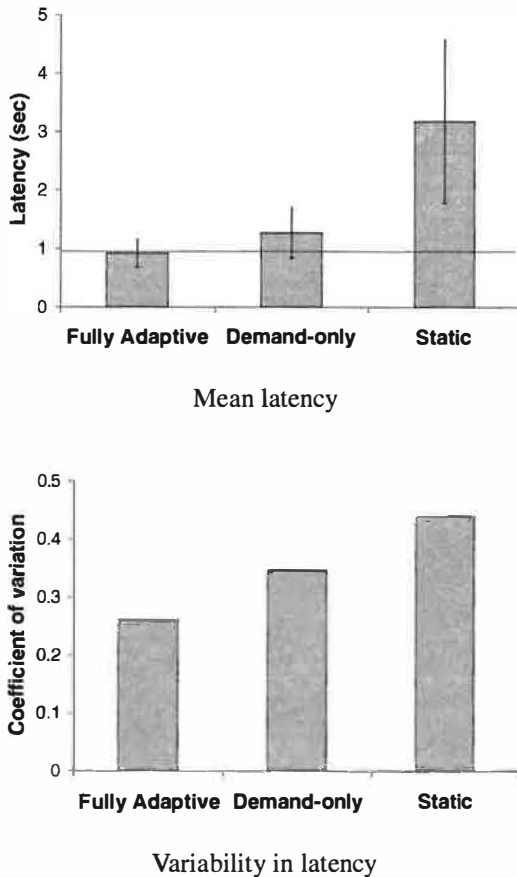 Latency (sec)
5
4
3
2
1
0
Fully Adaptive Demand-only Static
Mean latency
Coefficient of variation
0.5
0.4
0.3
0.2
0.1
0
Fully Adaptive Demand-only Static
Variability in latency